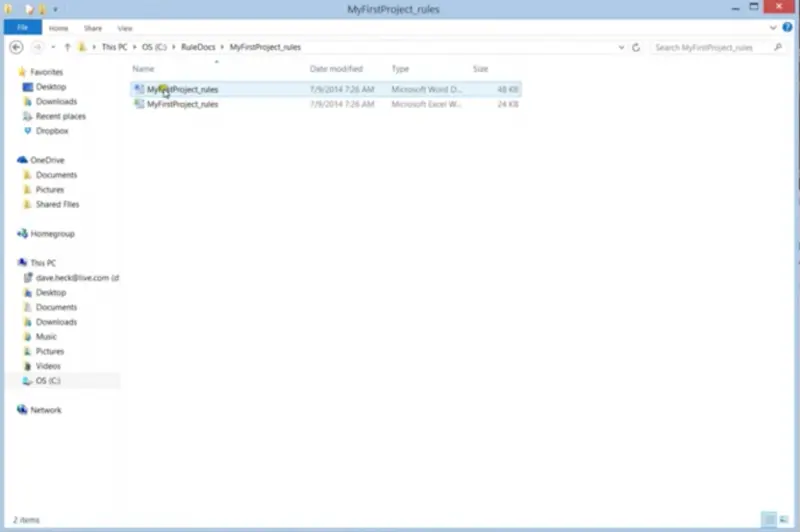 MyFirstProject_rules
File Home Share View
This PC OS (C:) RuleDocs MyFirstProject_rules
Search MyFirstProject_rules
Name Date modified Type Size
MyFirstProject_rules 7/9/2014 7:26 AM Microsoft Word D... 48 KB
MyFirstProject_rules 7/9/2014 7:26 AM Microsoft Excel W... 24 KB
Favorites
Desktop
Downloads
Recent places
Dropbox
OneDrive
Documents
Pictures
Shared Files
Homegroup
This PC
dave.heck@live.com (d
Desktop
Documents
Downloads
Music
Pictures
Videos
OS (C:)
Network
2 items